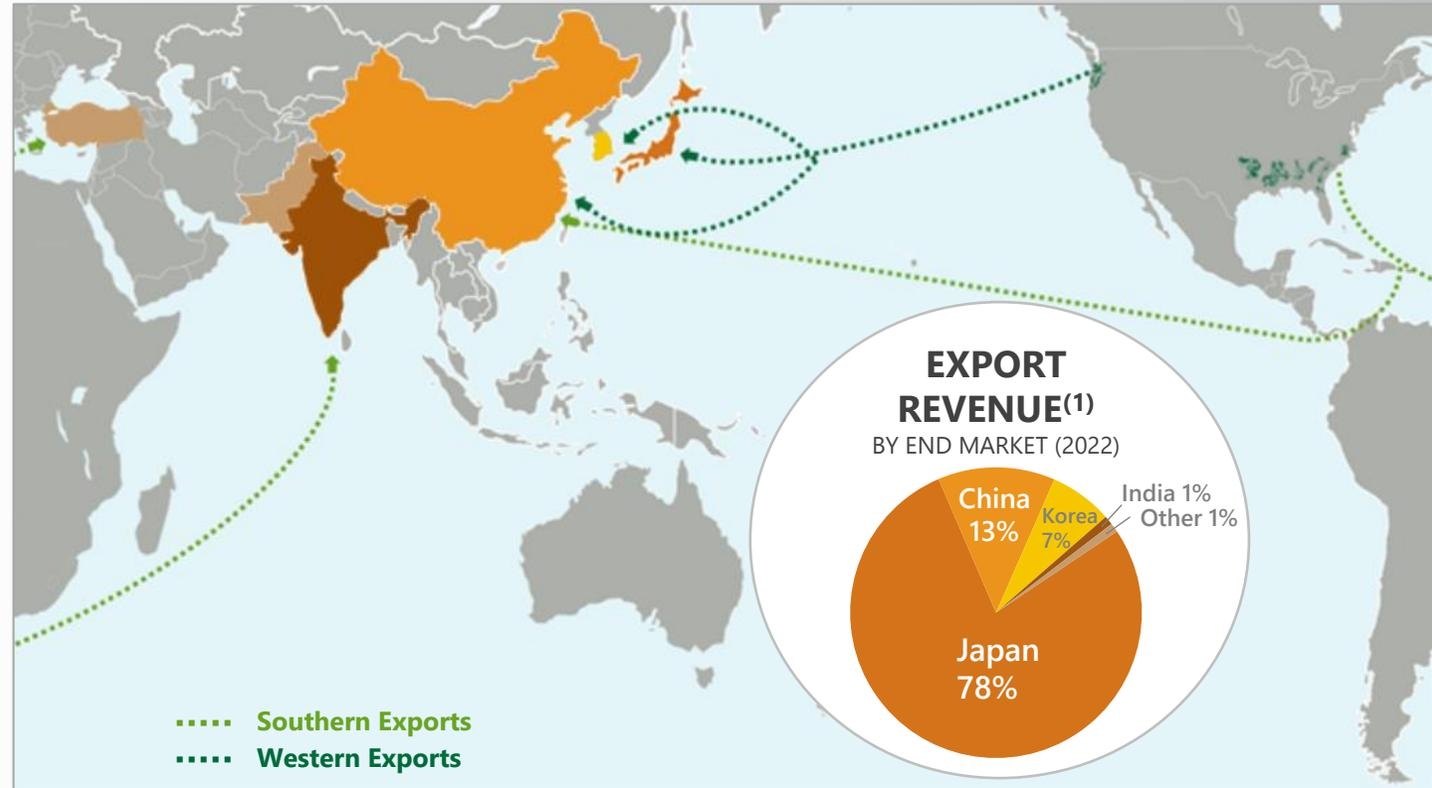 EXPORT
REVENUE(1)
BY END MARKET (2022)
China
13%
Korea
7%
India 1%
Other 1%
Japan
78%
Southern Exports
Western Exports